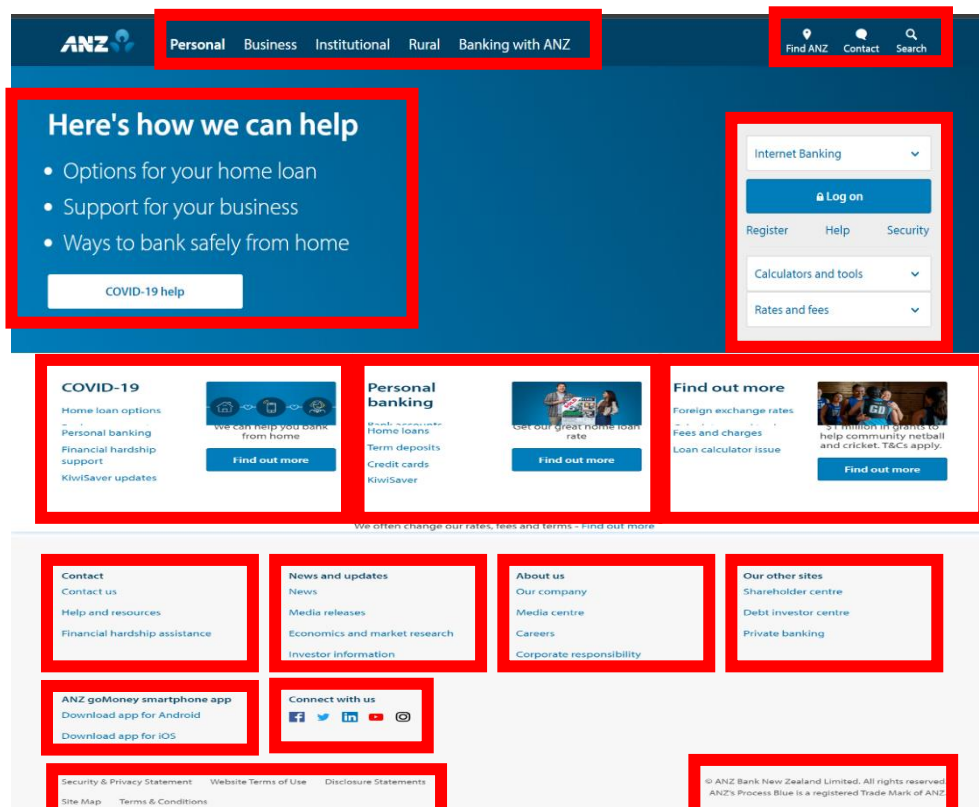 ANZ
Personal Business Institutional Rural Banking with ANZ
Find ANZ Contact Search
Here's how we can help
• Options for your home loan
• Support for your business
• Ways to bank safely from home
COVID-19 help
Internet Banking
Log on
Register Help Security
Calculators and tools
Rates and fees
COVID-19
Home loan options
Personal banking
Financial hardship
support
KiwiSaver updates
We can help you bank
from home
Find out more
Personal
banking
Bank accounts
Home loans
Term deposits
Credit cards
KiwiSaver
Get our great home loan
rate
Find out more
Find out more
Foreign exchange rates
Fees and charges
Loan calculator issue
GD
$1 million in grants to
help community netball
and cricket. T&Cs apply.
Find out more
We often change our rates, fees and terms - Find out more
Contact
Contact us
Help and resources
Financial hardship assistance
News and updates
News
Media releases
Economics and market research
Investor information
About us
Our company
Media centre
Careers
Corporate responsibility
Our other sites
Shareholder centre
Debt investor centre
Private banking
ANZ goMoney smartphone app
Download app for Android
Download app for iOS
Connect with us
Security & Privacy Statement Website Terms of Use Disclosure Statements
Site Map Terms & Conditions
© ANZ Bank New Zealand Limited. All rights reserved.
ANZ's Process Blue is a registered Trade Mark of ANZ.